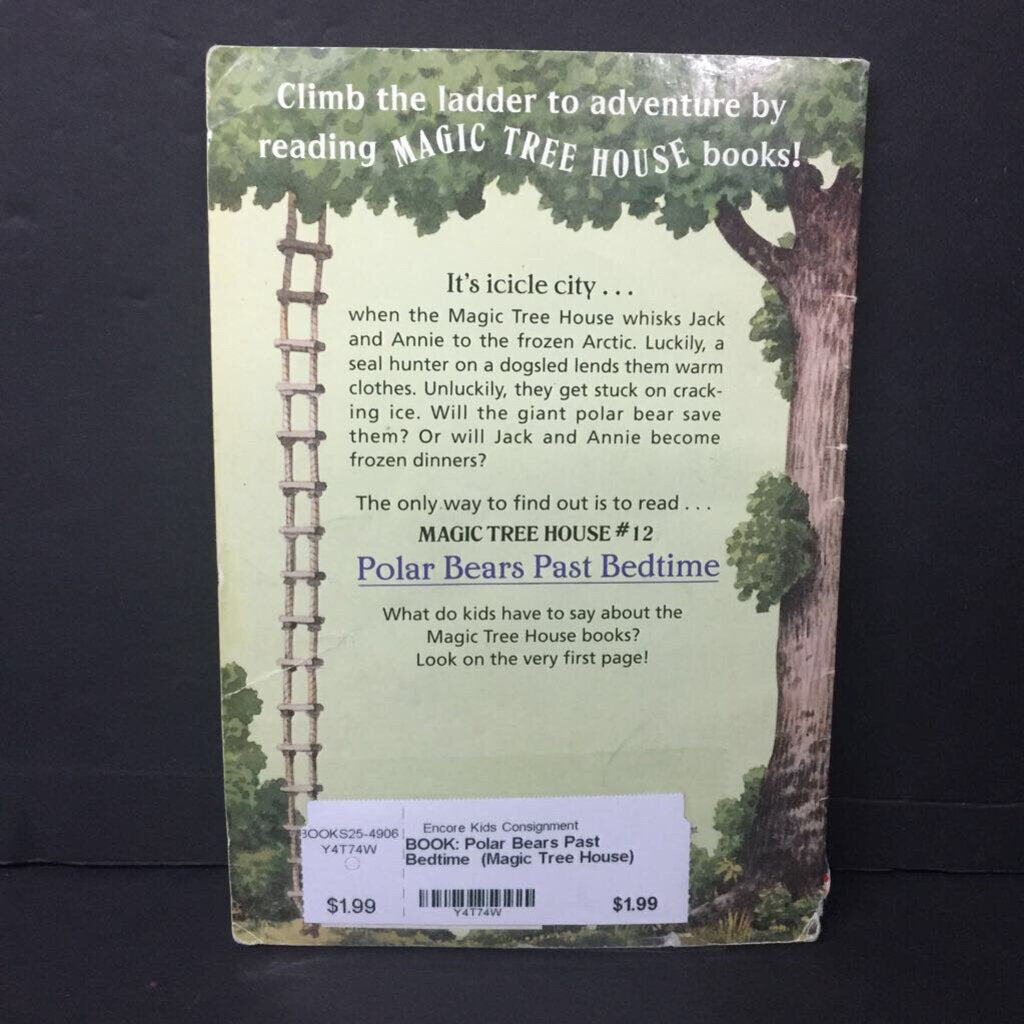 Climb the ladder to adventure by
reading MAGIC TREE HOUSE books!
It's icicle city . . .
when the Magic Tree House whisks Jack
and Annie to the frozen Arctic. Luckily, a
seal hunter on a dogsled lends them warm
clothes. Unluckily, they get stuck on crack-
ing ice. Will the giant polar bear save
them? Or will Jack and Annie become
frozen dinners?
The only way to find out is to read . . .
MAGIC TREE HOUSE #12
Polar Bears Past Bedtime
What do kids have to say about the
Magic Tree House books?
Look on the very first page!
BOOKS25-4906
Y4T74W
$1.99
Encore Kids Consignment
BOOK: Polar Bears Past
Bedtime (Magic Tree House)
Y4T74W
$1.99